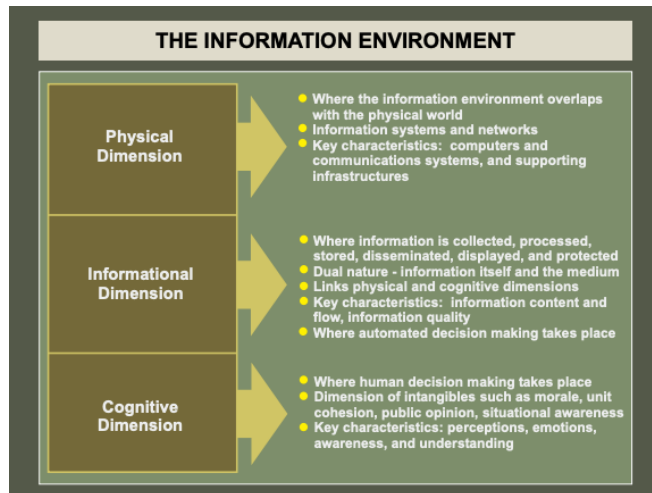 THE INFORMATION ENVIRONMENT
Physical
Dimension
Where the information environment overlaps
with the physical world
Information systems and networks
Key characteristics: computers and
communications systems, and supporting
infrastructures
Informational
Dimension
Where information is collected, processed,
stored, disseminated, displayed, and protected
Dual nature - information itself and the medium
Links physical and cognitive dimensions
Key characteristics: information content and
flow, information quality
Where automated decision making takes place
Cognitive
Dimension
Where human decision making takes place
Dimension of intangibles such as morale, unit
cohesion, public opinion, situational awareness
Key characteristics: perceptions, emotions,
awareness, and understanding